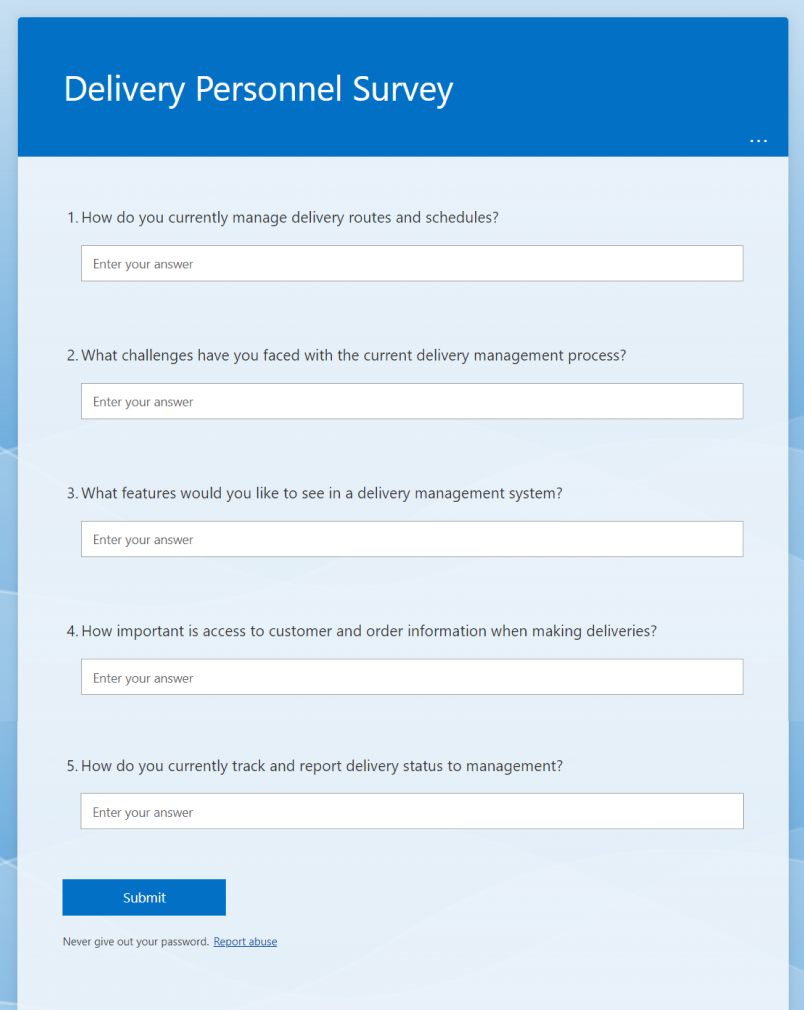 Delivery Personnel Survey
...
1. How do you currently manage delivery routes and schedules?
Enter your answer
2. What challenges have you faced with the current delivery management process?
Enter your answer
3. What features would you like to see in a delivery management system?
Enter your answer
4. How important is access to customer and order information when making deliveries?
Enter your answer
5. How do you currently track and report delivery status to management?
Enter your answer
Submit
Never give out your password. Report abuse